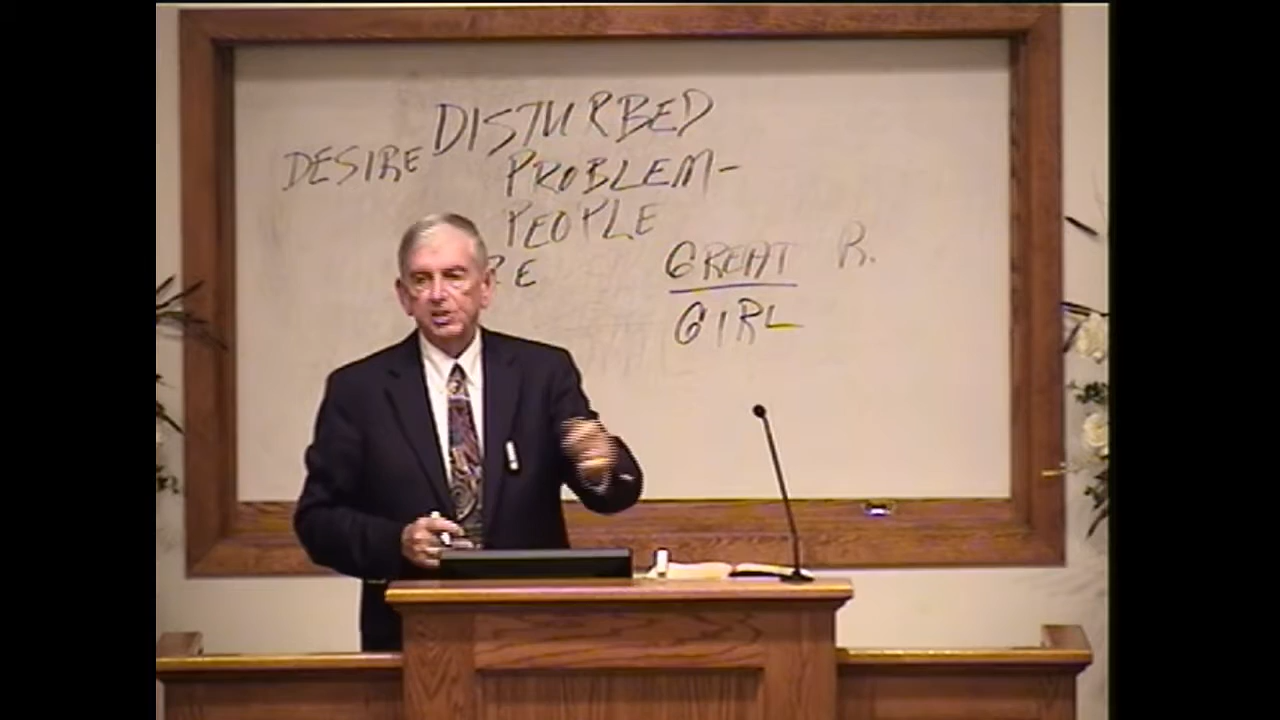 DISTURBED
DESIRE PROBLEM-
PEOPLE
RE
GREAT R.
GIRL